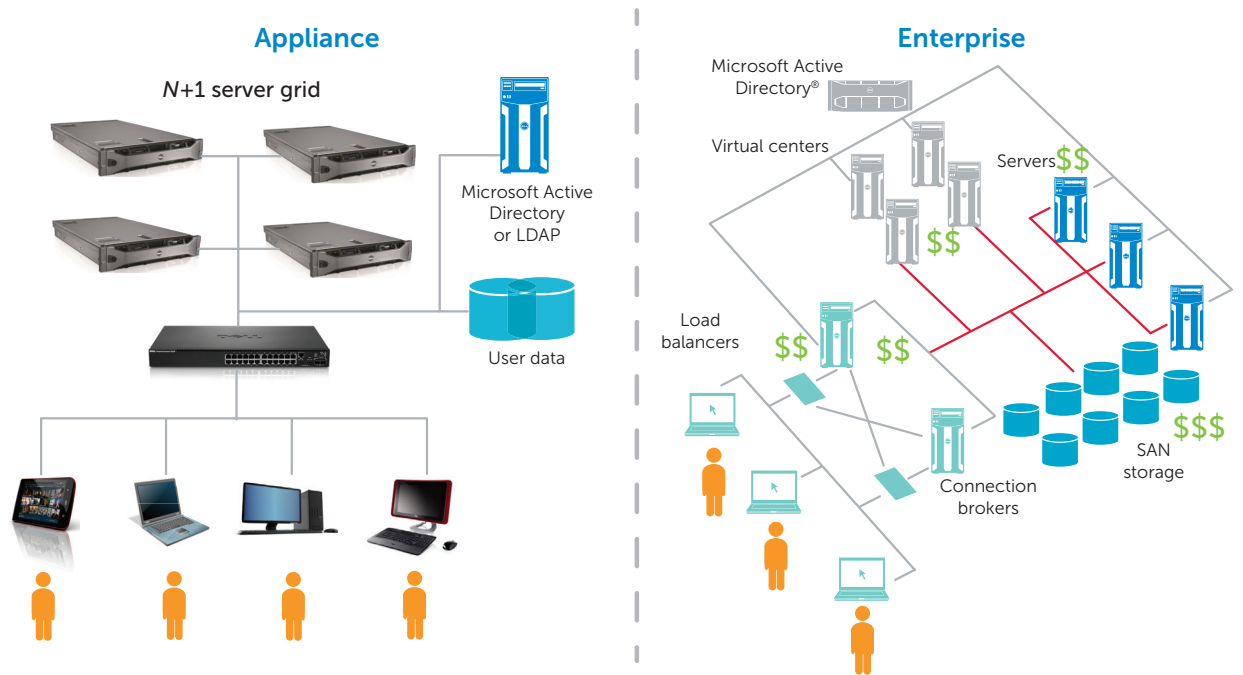 Appliance
N+1 server grid
Microsoft Active
Directory
or LDAP
User data
DELL
Enterprise
Microsoft Active
Directory®
Virtual centers
Servers
$$
$$
Load
balancers
$$
$$
$$$
SAN
storage
Connection
brokers